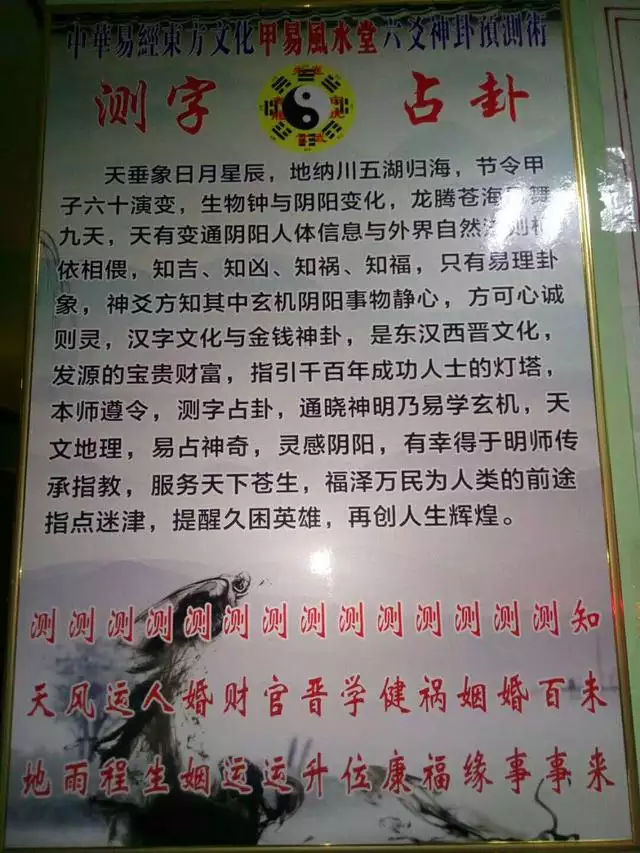 中華易經東方文化甲易風水堂六爻神卦預測術
测字 占卦
天垂象日月星辰，地纳川五湖归海，节令甲
子六十演变，生物钟与阴阳变化，龙腾苍海 舞
九天，天有变通阴阳人体信息与外界自然 则相
依相偎，知吉、知凶、知祸、知福，只有易理卦
象，神爻方知其中玄机阴阳事物静心，方可心诚
则灵，汉字文化与金钱神卦，是东汉西晋文化，
发源的宝贵财富，指引千百年成功人士的灯塔，
本师遵令，测字占卦，通晓神明乃易学玄机，天
文地理，易占神奇，灵感阴阳，有幸得于明师传
承指教，服务天下苍生，福泽万民为人类的前途
指点迷津，提醒久困英雄，再创人生辉煌。
测测测测测测测测测测测测测测知
天风运人婚财官晋学健祸姻婚百未
地雨程生姻运运升位康福缘事事来